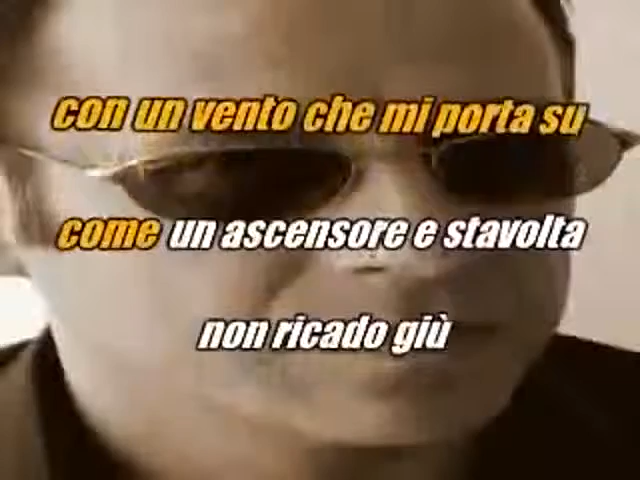 con un vento che mi porta su
come un ascensore e stavolta
non ricado giù